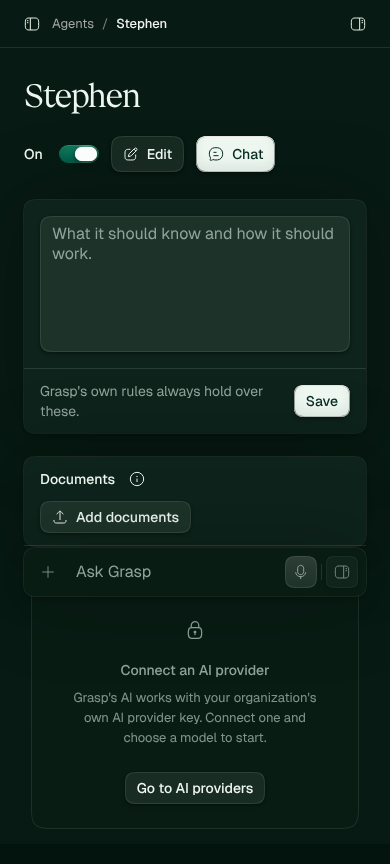 Agents / Stephen
Stephen
On
Edit
Chat
What it should know and how it should
work.
Grasp's own rules always hold over
these.
Save
Documents
Add documents
Ask Grasp
Connect an AI provider
Grasp's AI works with your organization's
own AI provider key. Connect one and
choose a model to start.
Go to AI providers